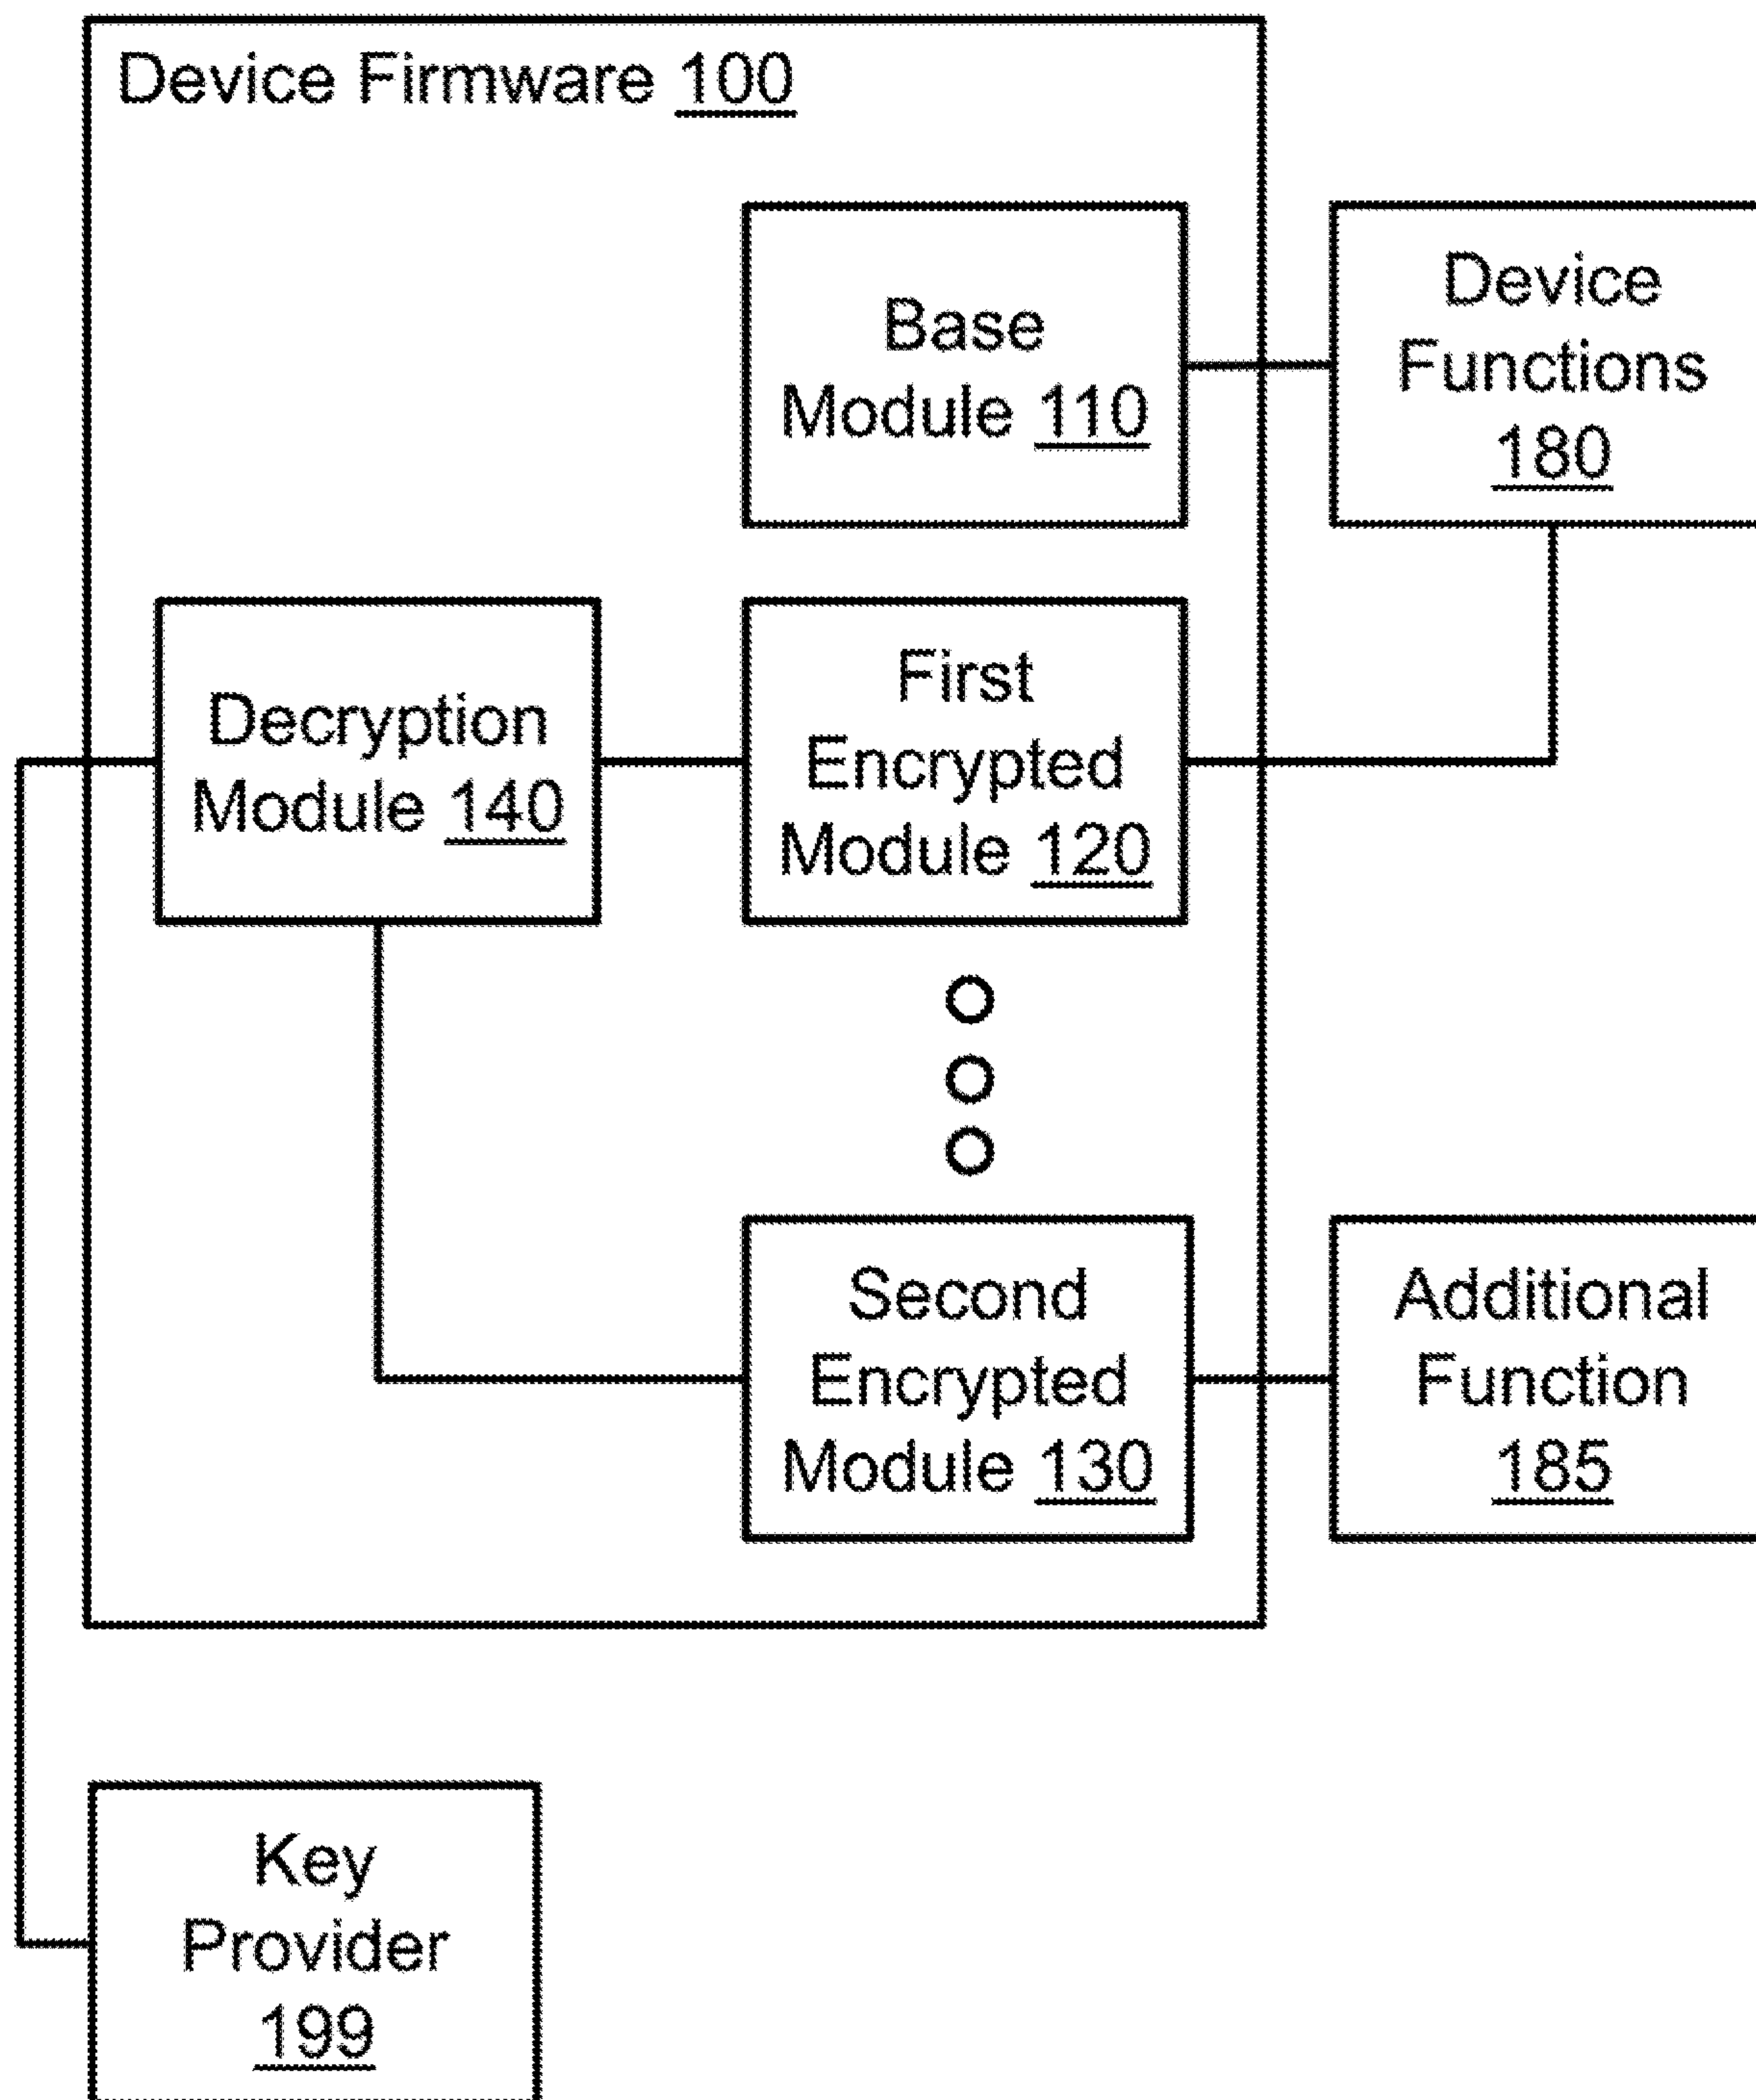 Device Firmware 100
Base
Module 110
Device
Functions
180
Decryption
Module 140
First
Encrypted
Module 120
Second
Encrypted
Module 130
Additional
Function
185
Key
Provider
199